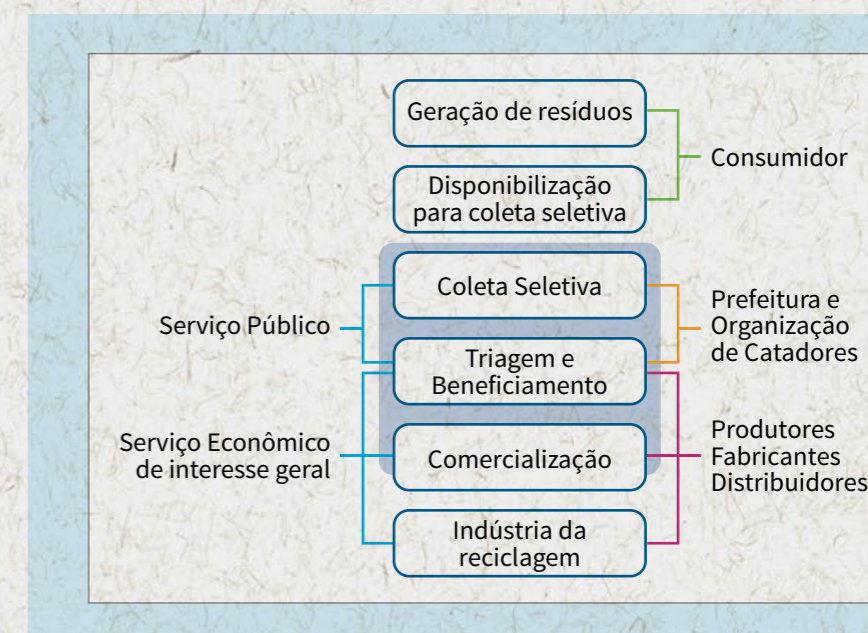 Geração de resíduos
Disponibilização
para coleta seletiva
Consumidor
Coleta Seletiva
Serviço Público
Prefeitura e
Organização
de Catadores
Triagem e
Beneficiamento
Serviço Econômico
de interesse geral
Comercialização
Produtores
Fabricantes
Distribuidores
Indústria da
reciclagem